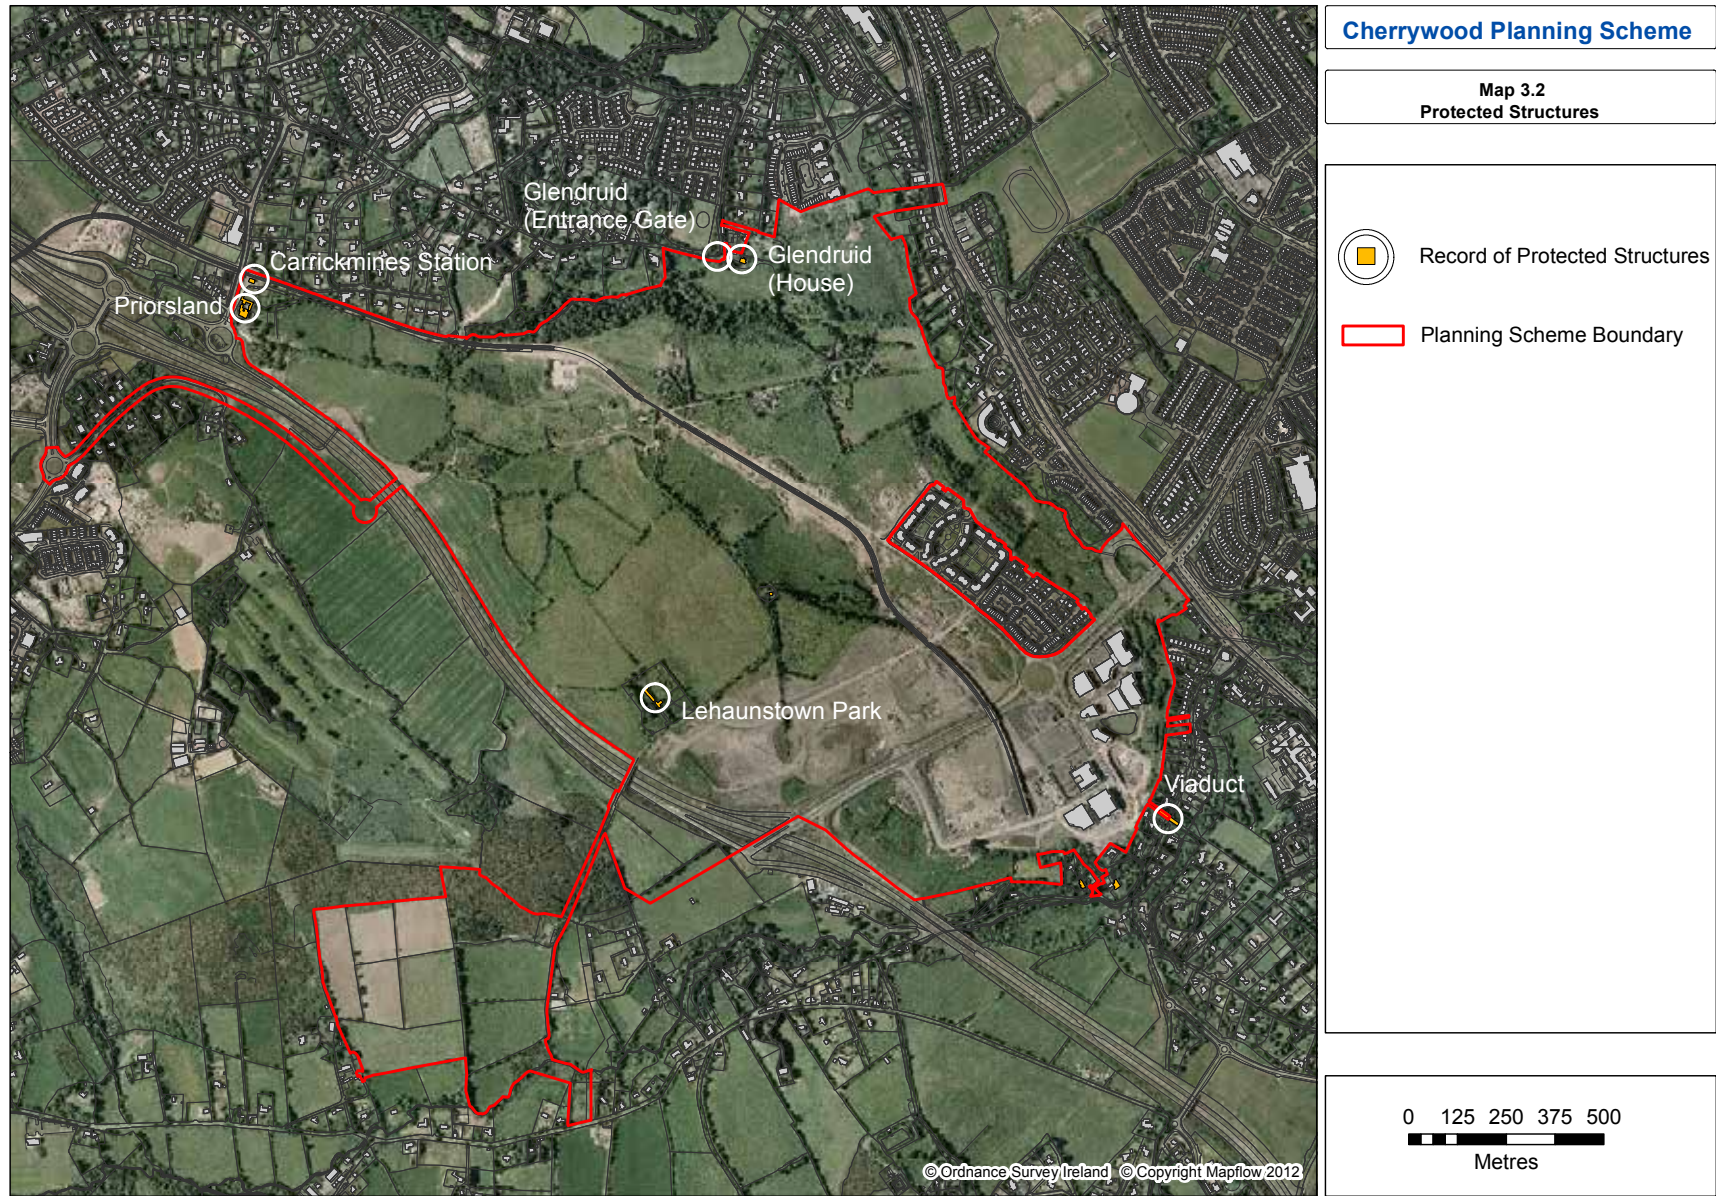 Cherrywood Planning Scheme
Map 3.2
Protected Structures
Glendruid
(Entrance Gate)
Glendruid
(House)
Carrickmines Station
Priorsland
Lehaunstown Park
Viaduct
Record of Protected Structures
Planning Scheme Boundary
0 125 250 375 500
Metres
© Ordnance Survey Ireland © Copyright Mapflow 2012